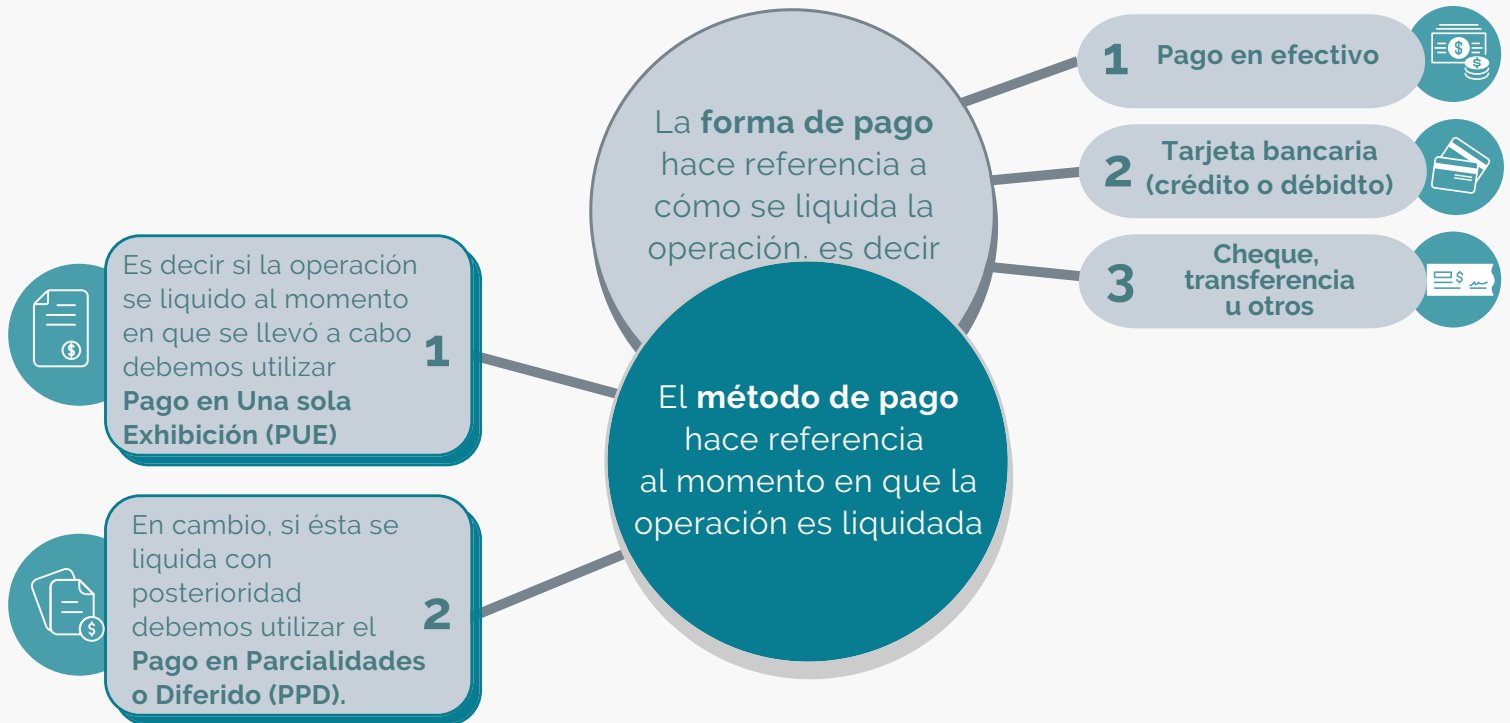 La forma de pago
hace referencia a
cómo se liquida la
operación. es decir
1 Pago en efectivo
2 Tarjeta bancaria
(crédito o débidto)
3 Cheque,
transferencia
u otros
El método de pago
hace referencia
al momento en que la
operación es liquidada
Es decir si la operación
se liquido al momento
en que se llevó a cabo
debemos utilizar
Pago en Una sola
Exhibición (PUE)
1
En cambio, si ésta se
liquida con
posterioridad
debemos utilizar el
Pago en Parcialidades
o Diferido (PPD).
2